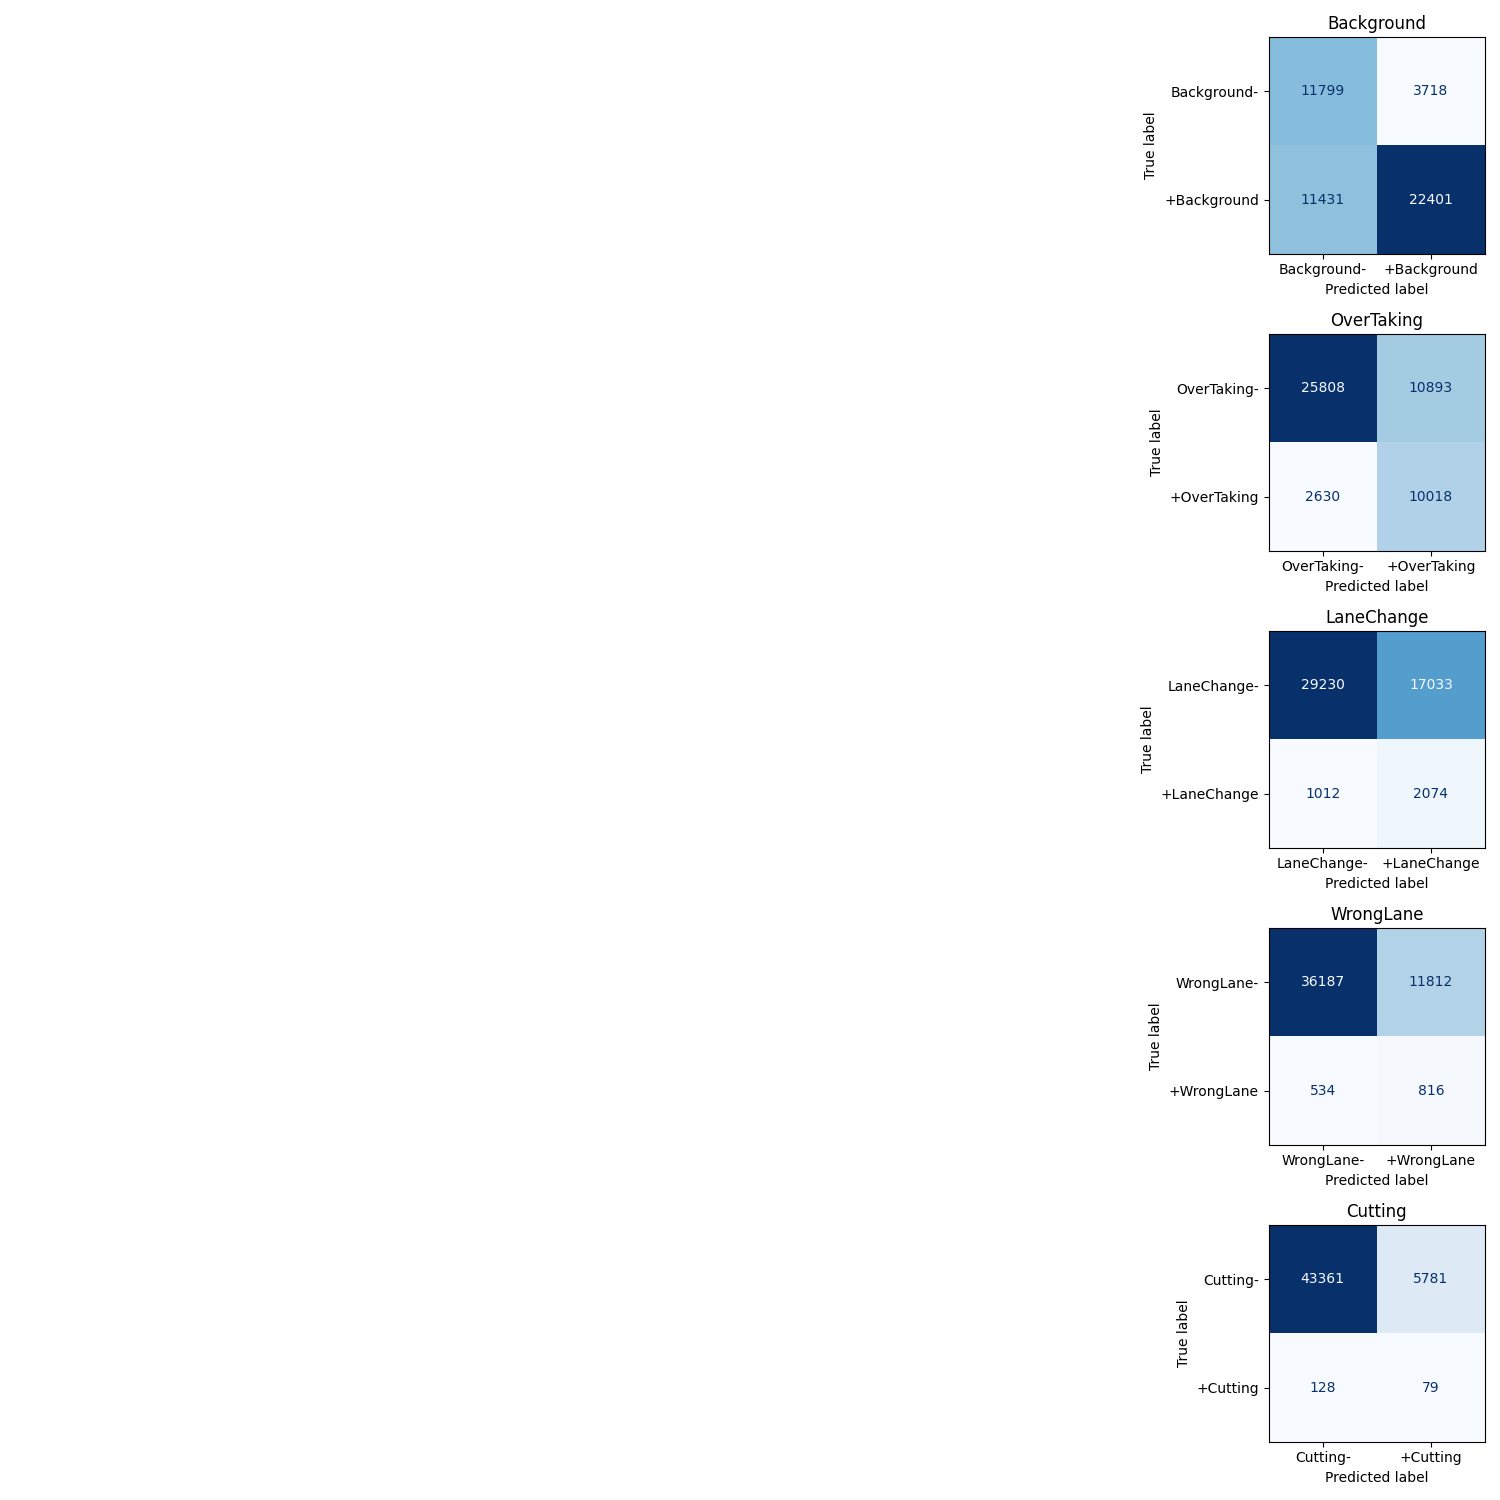 Background
Background-
11799 3718
True label
+Background
11431 22401
Background- +Background
Predicted label
OverTaking
OverTaking-
25808 10893
True label
+OverTaking
2630 10018
OverTaking- +OverTaking
Predicted label
LaneChange
LaneChange-
29230 17033
True label
+LaneChange
1012 2074
LaneChange- +LaneChange
Predicted label
WrongLane
WrongLane-
36187 11812
True label
+WrongLane
534 816
WrongLane- +WrongLane
Predicted label
Cutting
Cutting-
43361 5781
True label
+Cutting
128 79
Cutting- +Cutting
Predicted label